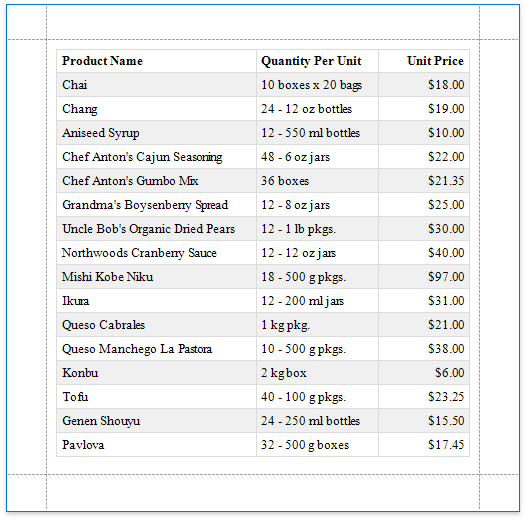 Product Name Quantity Per Unit Unit Price
Chai 10 boxes x 20 bags $18.00
Chang 24 - 12 oz bottles $19.00
Aniseed Syrup 12 - 550 ml bottles $10.00
Chef Anton's Cajun Seasoning 48 - 6 oz jars $22.00
Chef Anton's Gumbo Mix 36 boxes $21.35
Grandma's Boysenberry Spread 12 - 8 oz jars $25.00
Uncle Bob's Organic Dried Pears 12 - 1 lb pkgs. $30.00
Northwoods Cranberry Sauce 12 - 12 oz jars $40.00
Mishi Kobe Niku 18 - 500 g pkgs. $97.00
Ikura 12 - 200 ml jars $31.00
Queso Cabrales 1 kg pkg. $21.00
Queso Manchego La Pastora 10 - 500 g pkgs. $38.00
Konbu 2 kg box $6.00
Tofu 40 - 100 g pkgs. $23.25
Genen Shouyu 24 - 250 ml bottles $15.50
Pavlova 32 - 500 g boxes $17.45